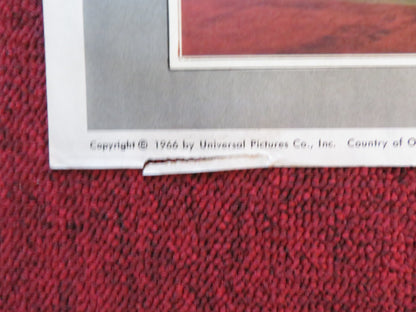 Copyright © 1966 by Universal Pictures Co., Inc. Country of O